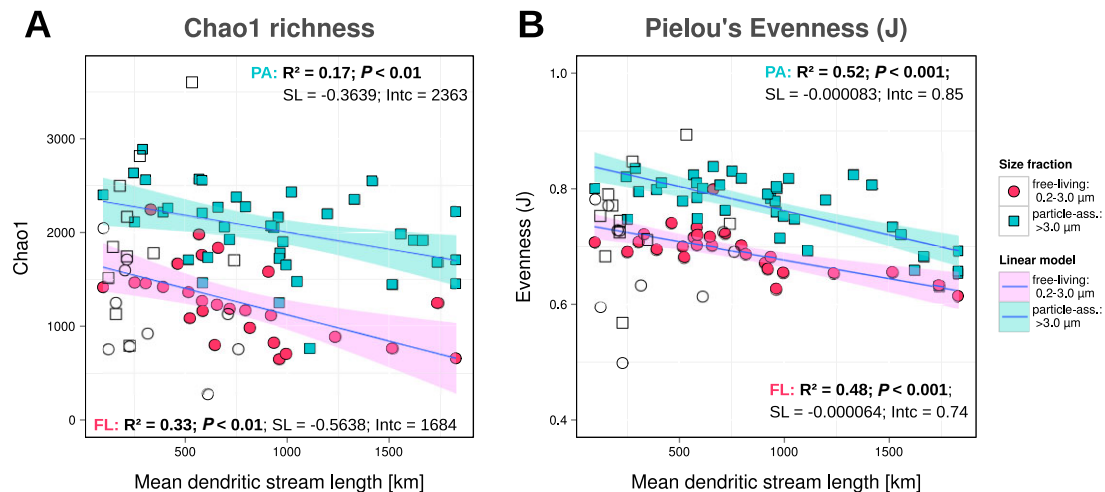 A
Chao1 richness
PA: R² = 0.17; P < 0.01
SL = -0.3639; Intc = 2363
3000
2000
1000
0
Chao1
FL: R² = 0.33; P < 0.01; SL = -0.5638; Intc = 1684
500
1000
1500
Mean dendritic stream length [km]
B
Pielou's Evenness (J)
PA: R² = 0.52; P < 0.001;
SL = -0.000083; Intc = 0.85
1.0
0.8
0.6
0.4
Evenness (J)
FL: R² = 0.48; P < 0.001;
SL = -0.000064; Intc = 0.74
500
1000
1500
Mean dendritic stream length [km]
Size fraction
free-living:
0.2-3.0 µm
particle-ass.:
>3.0 µm
Linear model
free-living:
0.2-3.0 µm
particle-ass.:
>3.0 µm